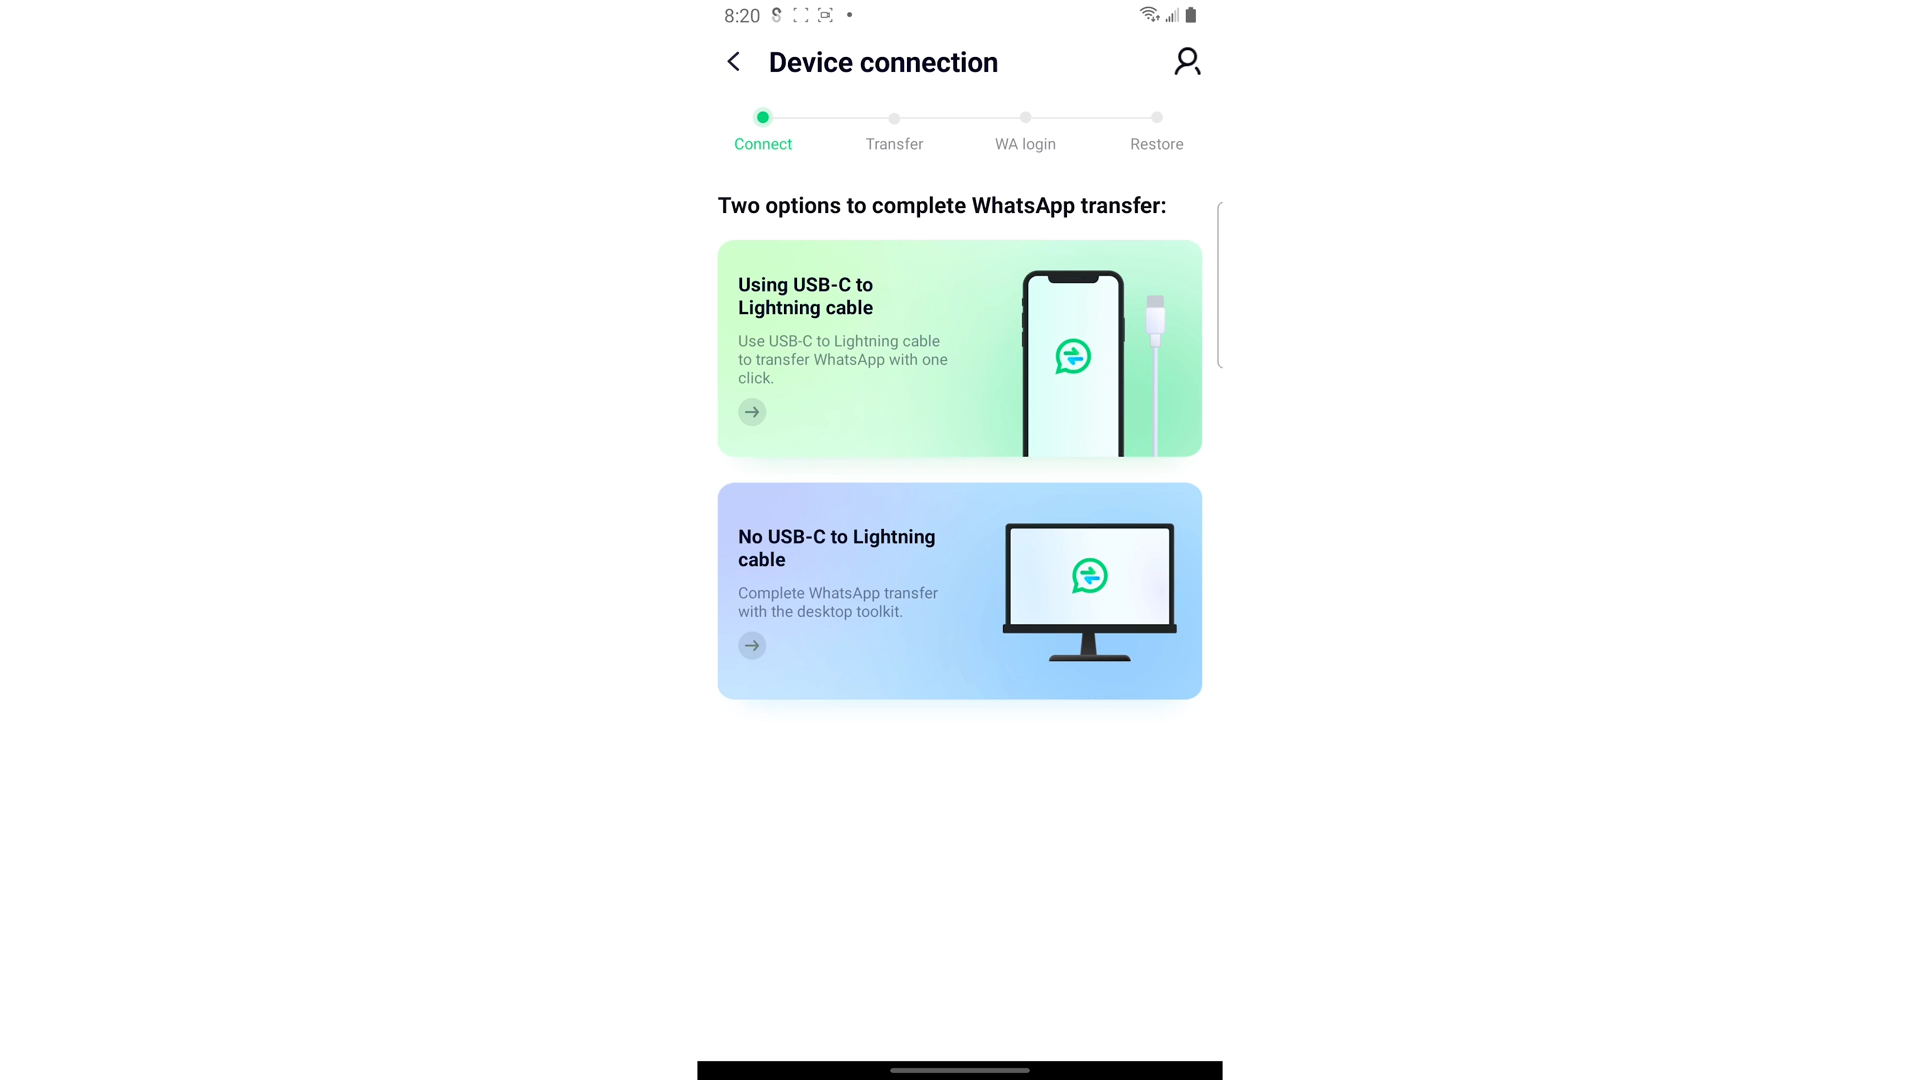 8:20
Device connection
Connect
Transfer
WA login
Restore
Two options to complete WhatsApp transfer:
Using USB-C to
Lightning cable
Use USB-C to Lightning cable
to transfer WhatsApp with one
click.
No USB-C to Lightning
cable
Complete WhatsApp transfer
with the desktop toolkit.